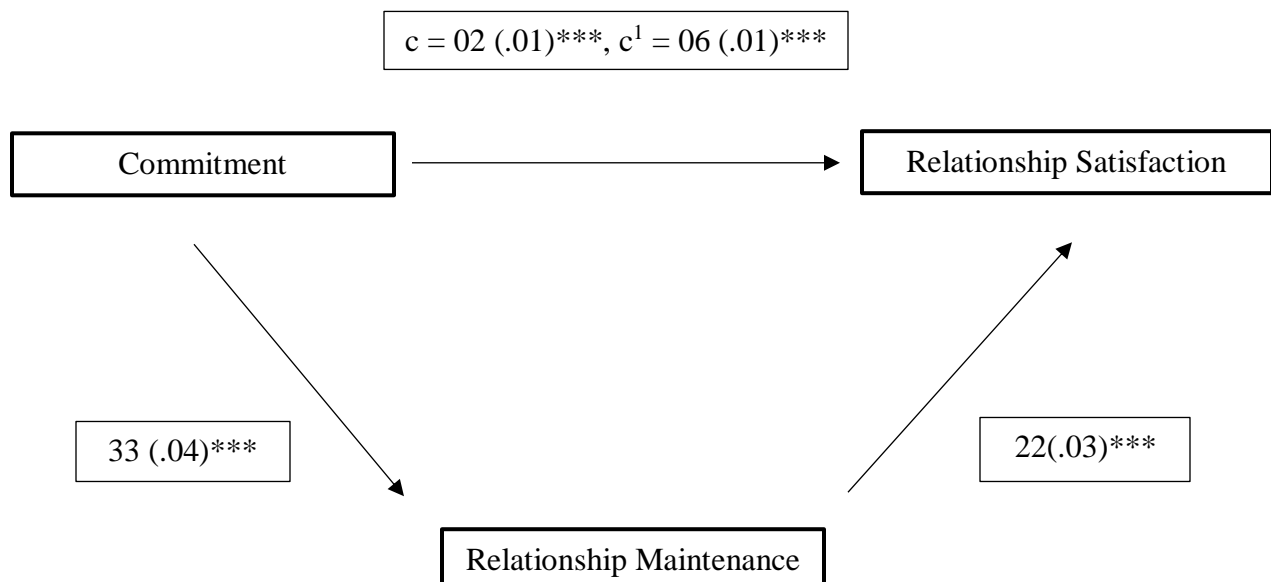 c = 02 (.01)***, c¹ = 06 (.01)***
Commitment
Relationship Satisfaction
33 (.04)***
22(.03)***
Relationship Maintenance